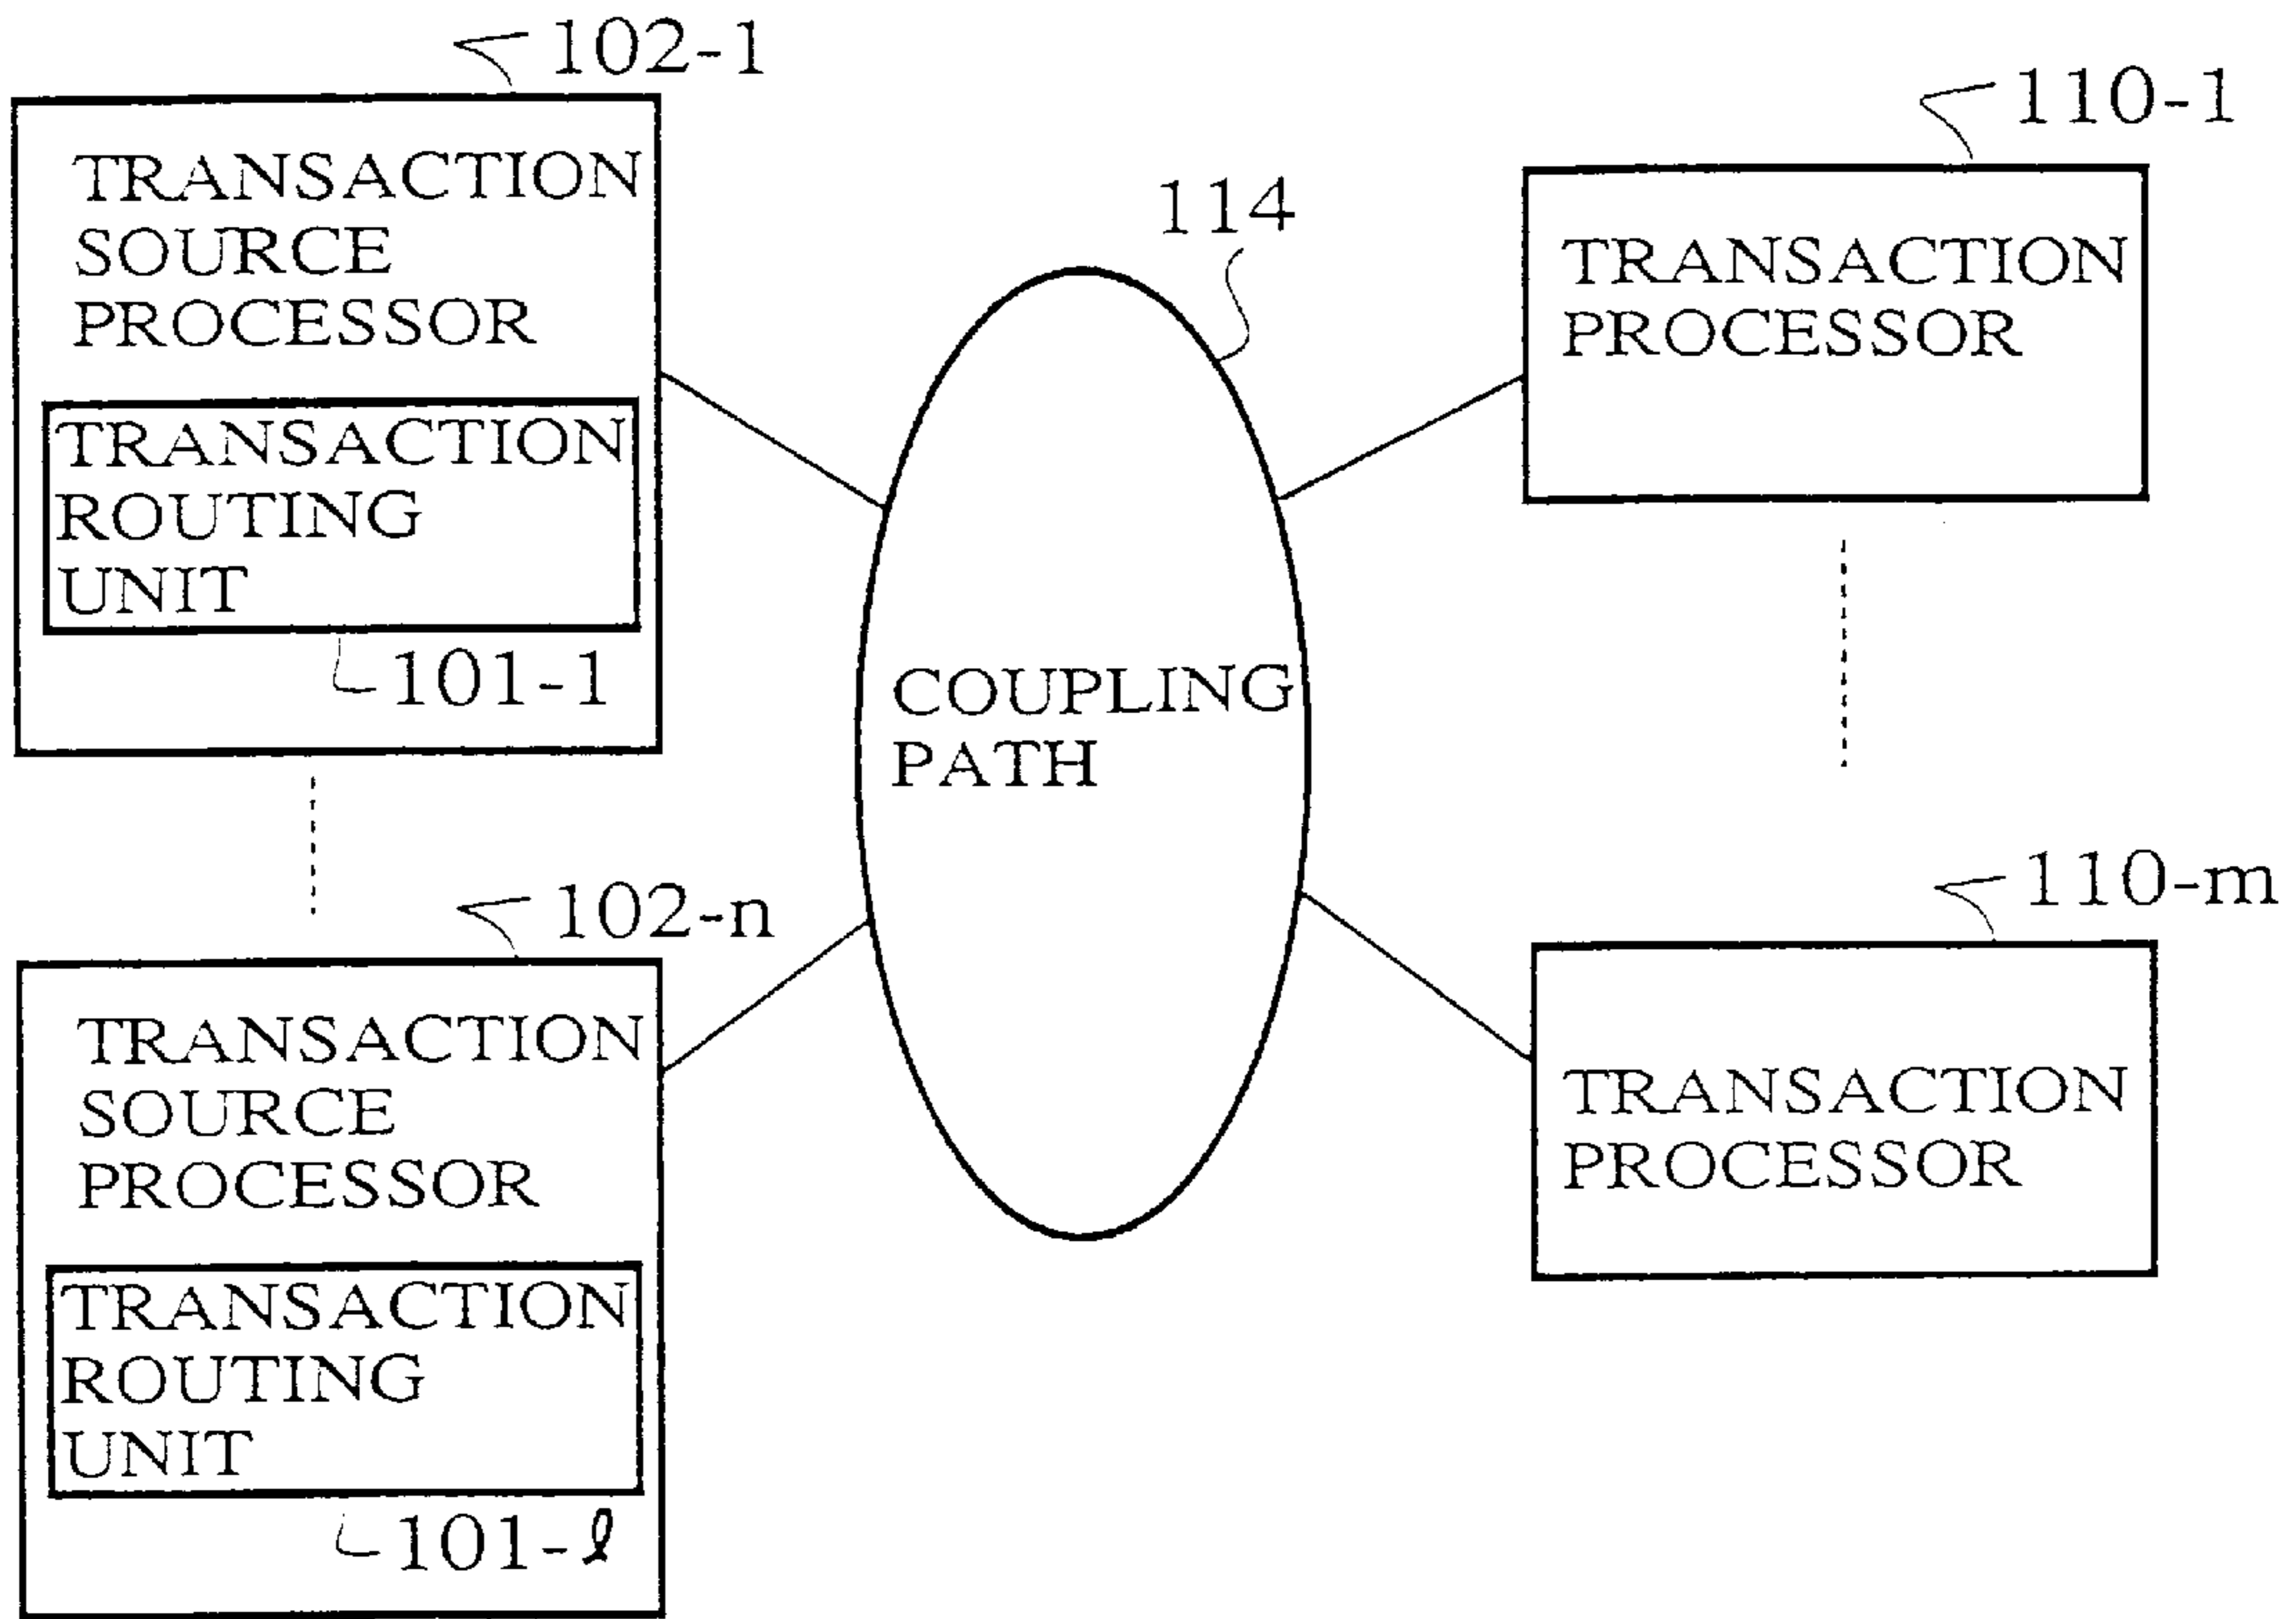 102-1
TRANSACTION
SOURCE
PROCESSOR
TRANSACTION
ROUTING
UNIT
101-1
102-n
TRANSACTION
SOURCE
PROCESSOR
TRANSACTION
ROUTING
UNIT
101-ℓ
114
COUPLING
PATH
110-1
TRANSACTION
PROCESSOR
110-m
TRANSACTION
PROCESSOR